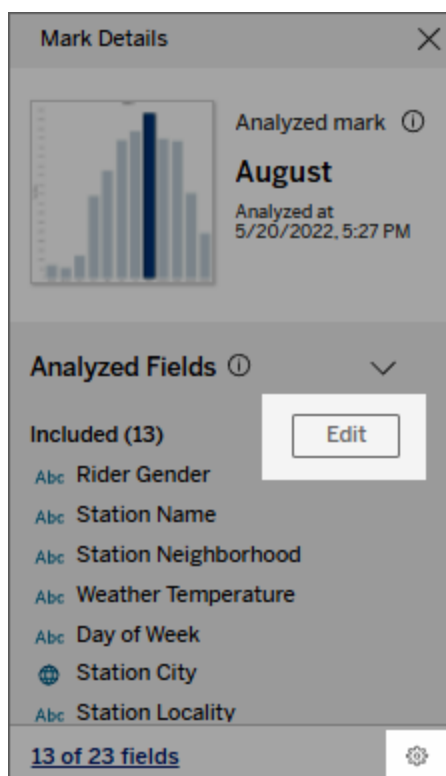 Mark Details
Analyzed mark
August
Analyzed at
5/20/2022, 5:27 PM
Analyzed Fields
Included (13)
Edit
Abc Rider Gender
Abc Station Name
Abc Station Neighborhood
Abc Weather Temperature
Abc Day of Week
Station City
Abc Station Locality
13 of 23 fields